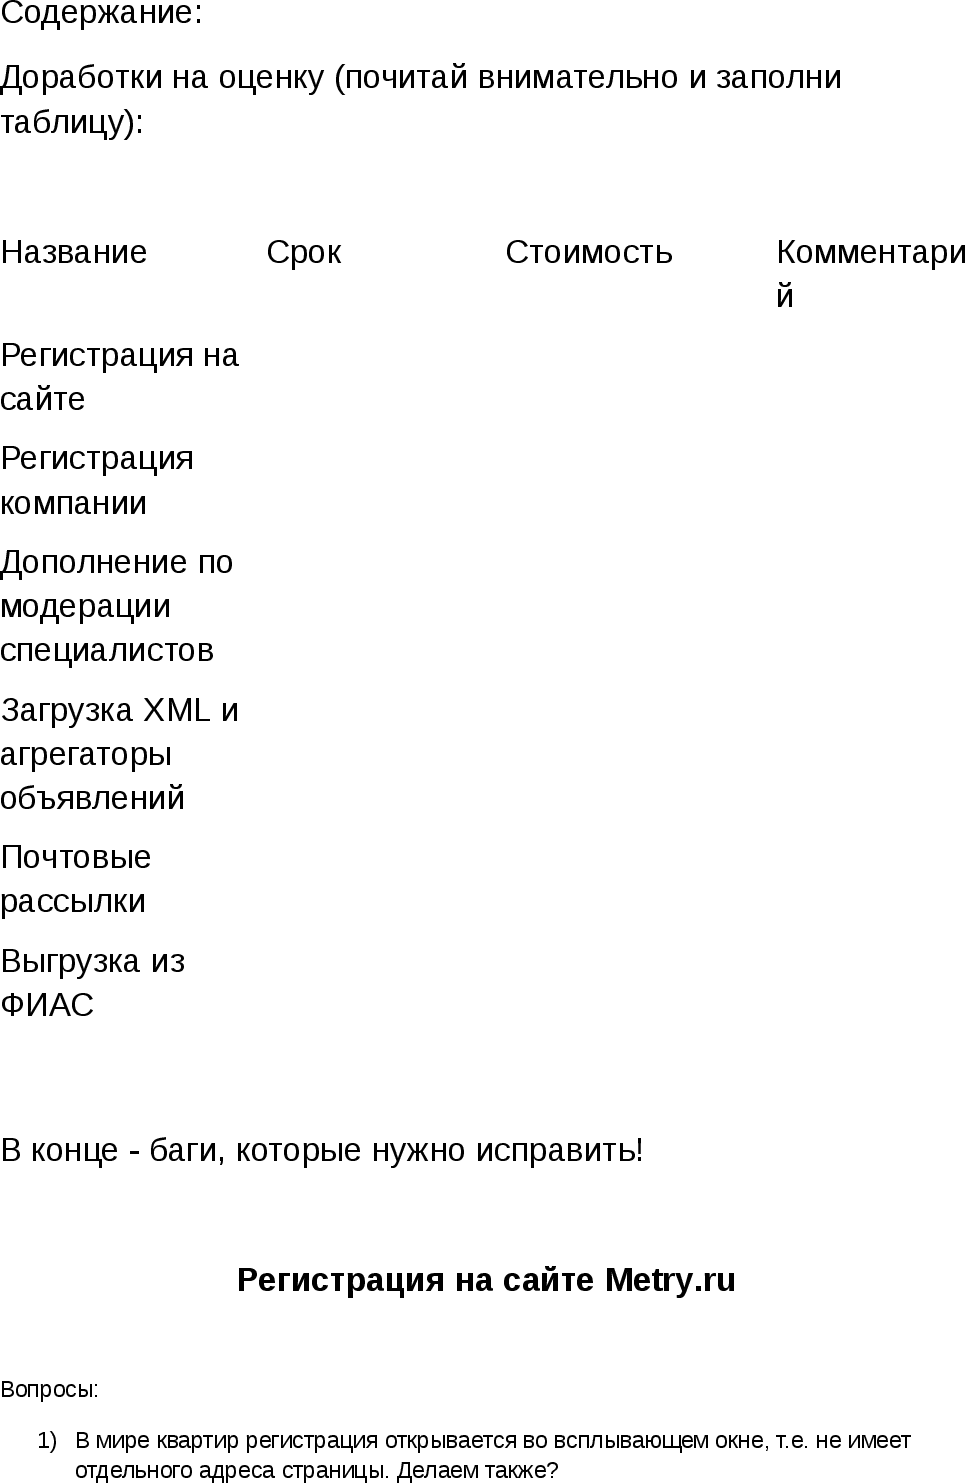 Содержание:
Доработки на оценку (почитай внимательно и заполни
таблицу):
Название Срок Стоимость Комментари
й
Регистрация на
сайте
Регистрация
компании
Дополнение по
модерации
специалистов
Загрузка XML и
агрегаторы
объявлений
Почтовые
рассылки
Выгрузка из
ФИАС
В конце - баги, которые нужно исправить!
Регистрация на сайте Metry.ru
Вопросы:
1) В мире квартир регистрация открывается во всплывающем окне, т.е. не имеет
отдельного адреса страницы. Делаем также?